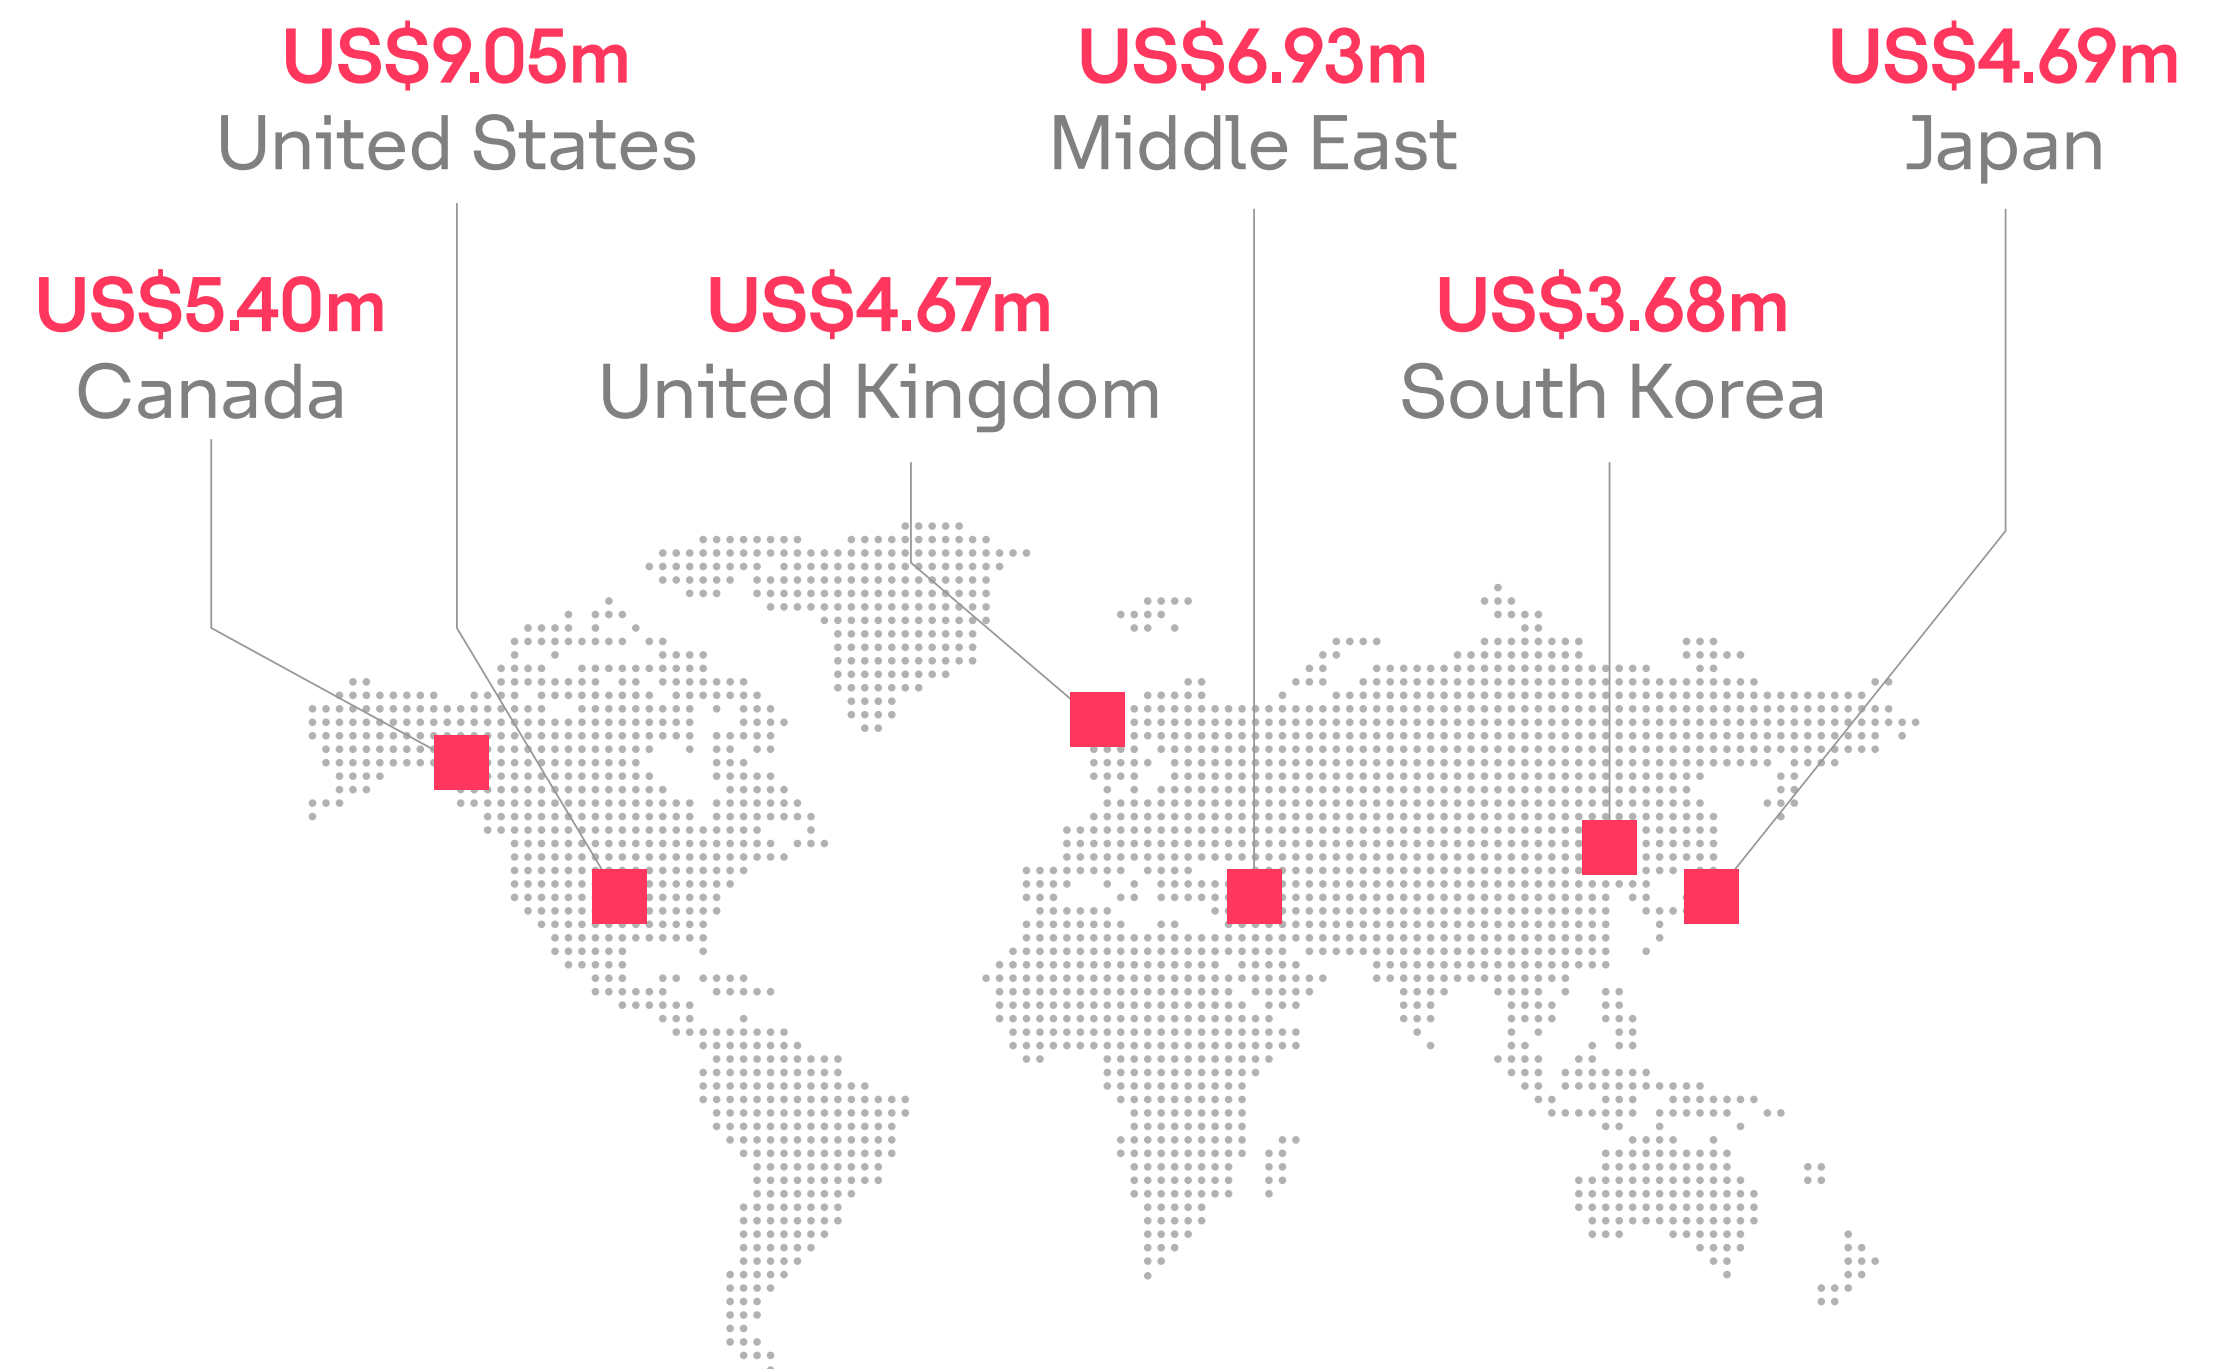 US$9.05m
United States
US$6.93m
Middle East
US$4.69m
Japan
US$5.40m
Canada
US$4.67m
United Kingdom
US$3.68m
South Korea